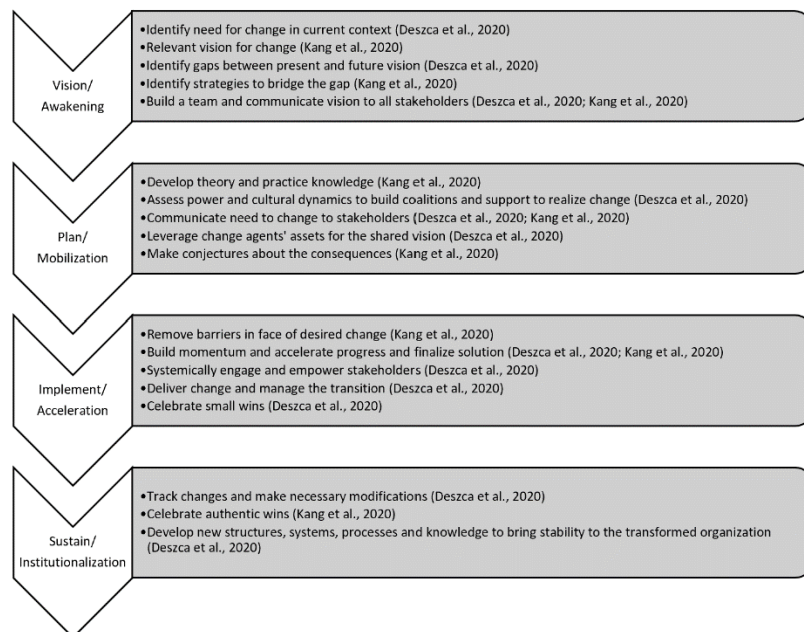 Vision/
Awakening
•Identify need for change in current context (Deszca et al., 2020)
•Relevant vision for change (Kang et al., 2020)
•Identify gaps between present and future vision (Deszca et al., 2020)
•Identify strategies to bridge the gap (Kang et al., 2020)
•Build a team and communicate vision to all stakeholders (Deszca et al., 2020; Kang et al., 2020)
Plan/
Mobilization
•Develop theory and practice knowledge (Kang et al., 2020)
•Assess power and cultural dynamics to build coalitions and support to realize change (Deszca et al., 2020)
•Communicate need to change to stakeholders (Deszca et al., 2020; Kang et al., 2020)
•Leverage change agents' assets for the shared vision (Deszca et al., 2020)
•Make conjectures about the consequences (Kang et al., 2020)
Implement/
Acceleration
•Remove barriers in face of desired change (Kang et al., 2020)
•Build momentum and accelerate progress and finalize solution (Deszca et al., 2020; Kang et al., 2020)
•Systemically engage and empower stakeholders (Deszca et al., 2020)
•Deliver change and manage the transition (Deszca et al., 2020)
•Celebrate small wins (Deszca et al., 2020)
Sustain/
Institutionalization
•Track changes and make necessary modifications (Deszca et al., 2020)
•Celebrate authentic wins (Kang et al., 2020)
•Develop new structures, systems, processes and knowledge to bring stability to the transformed organization
(Deszca et al., 2020)